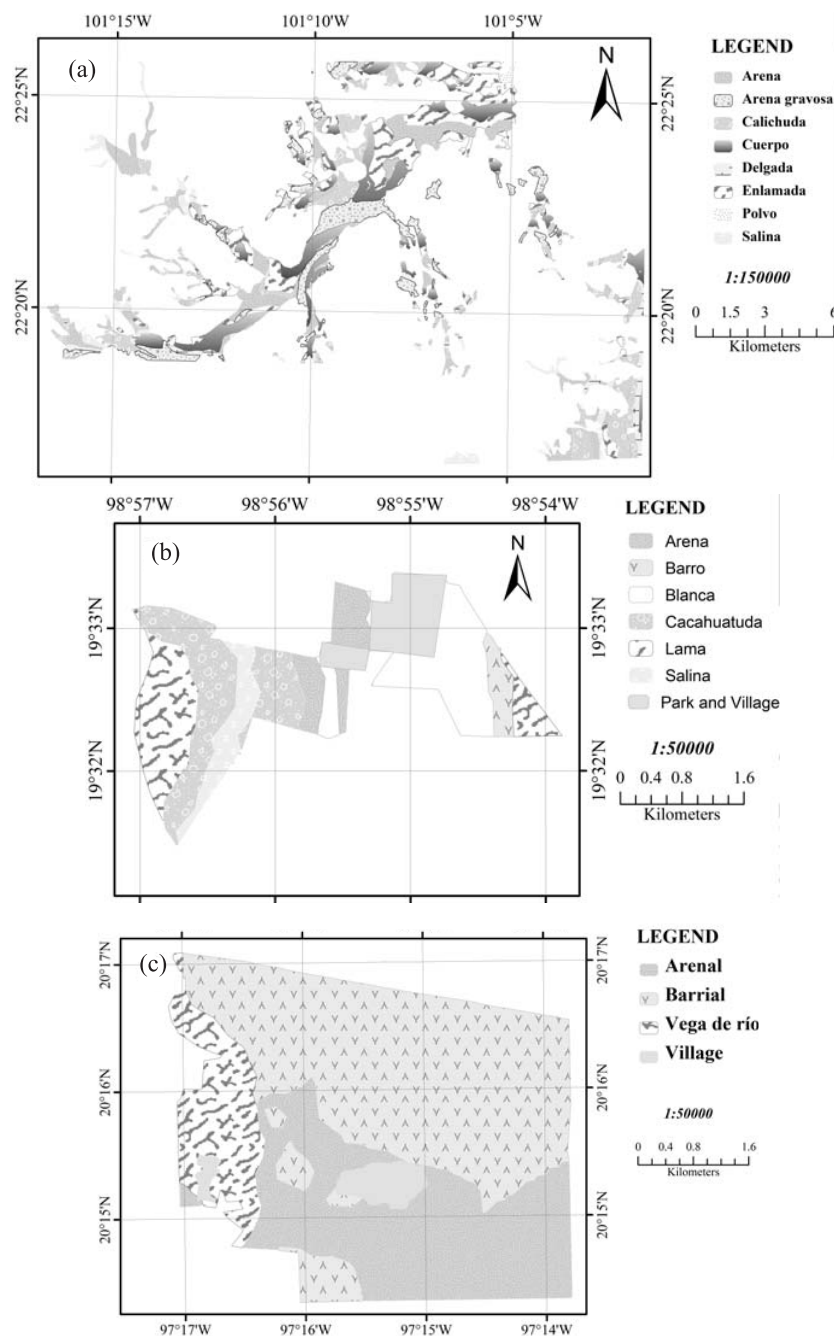 101°15'W 101°10'W 101°5'W
(a)
N
22°25'N
22°25'N
22°20'N
22°20'N
LEGEND
Arena
Arena gravosa
Calichuda
Cuerpo
Delgada
Enlamada
Polvo
Salina
1:150000
0 1.5 3 6
Kilometers
98°57'W 98°56'W 98°55'W 98°54'W
(b)
N
19°33'N
19°33'N
19°32'N
19°32'N
LEGEND
Arena
Barro
Blanca
Cacahuatuda
Lama
Salina
Park and Village
1:50000
0 0.4 0.8 1.6
Kilometers
(c)
20°17'N
20°17'N
20°16'N
20°16'N
20°15'N
20°15'N
97°17'W 97°16'W 97°15'W 97°14'W
LEGEND
Arenal
Barrial
Vega de río
Village
1:50000
0 0.4 0.8 1.6
Kilometers